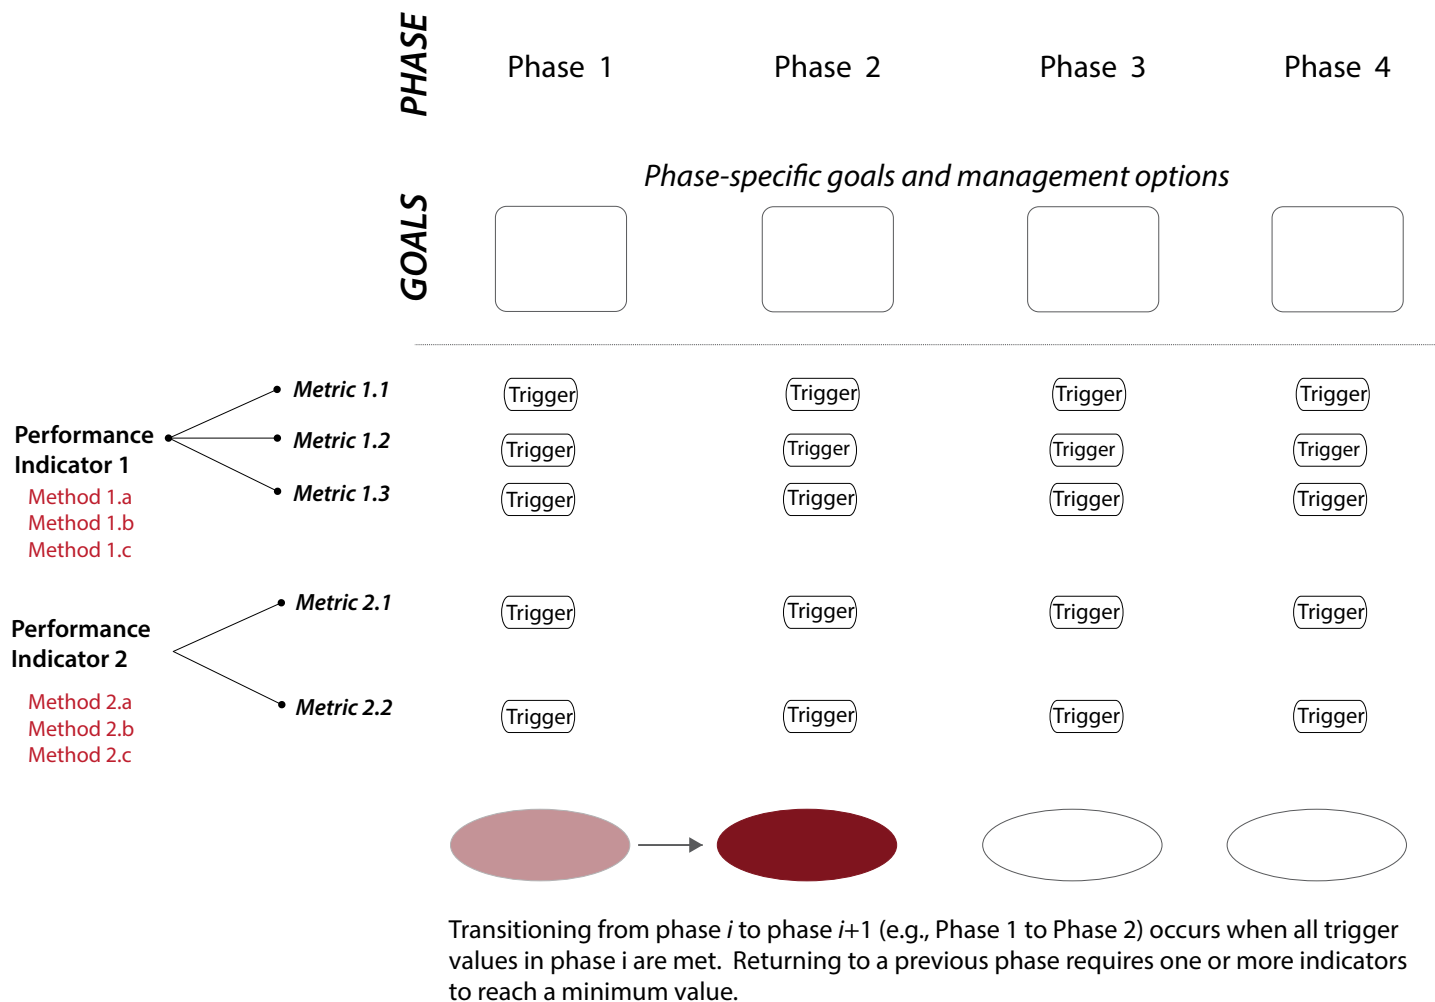 PHASE
Phase 1 Phase 2 Phase 3 Phase 4
Phase-specific goals and management options
GOALS
Metric 1.1 Trigger Trigger Trigger Trigger
Performance
Indicator 1
Metric 1.2 Trigger Trigger Trigger Trigger
Metric 1.3 Trigger Trigger Trigger Trigger
Method 1.a
Method 1.b
Method 1.c
Metric 2.1 Trigger Trigger Trigger Trigger
Performance
Indicator 2
Metric 2.2 Trigger Trigger Trigger Trigger
Method 2.a
Method 2.b
Method 2.c
Transitioning from phase i to phase i+1 (e.g., Phase 1 to Phase 2) occurs when all trigger
values in phase i are met. Returning to a previous phase requires one or more indicators
to reach a minimum value.